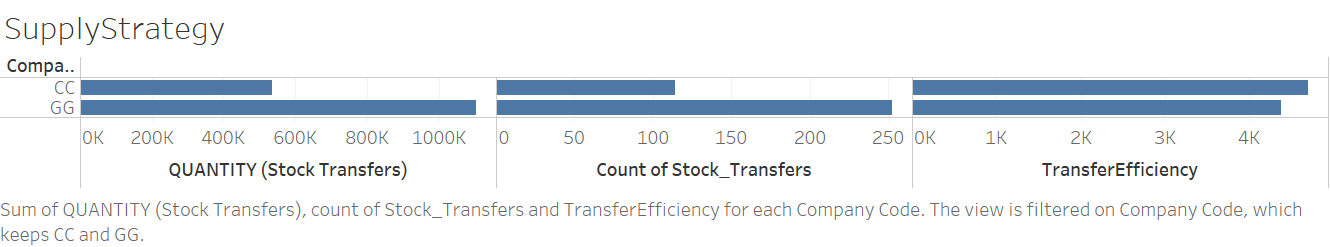 SupplyStrategy
Compa..
CC
GG
0K 200K 400K 600K 800K 1000K 0 50 100 150 200 250 0K 1K 2K 3K 4K
QUANTITY (Stock Transfers) Count of Stock_Transfers TransferEfficiency
Sum of QUANTITY (Stock Transfers), count of Stock_Transfers and TransferEfficiency for each Company Code. The view is filtered on Company Code, which
keeps CC and GG.